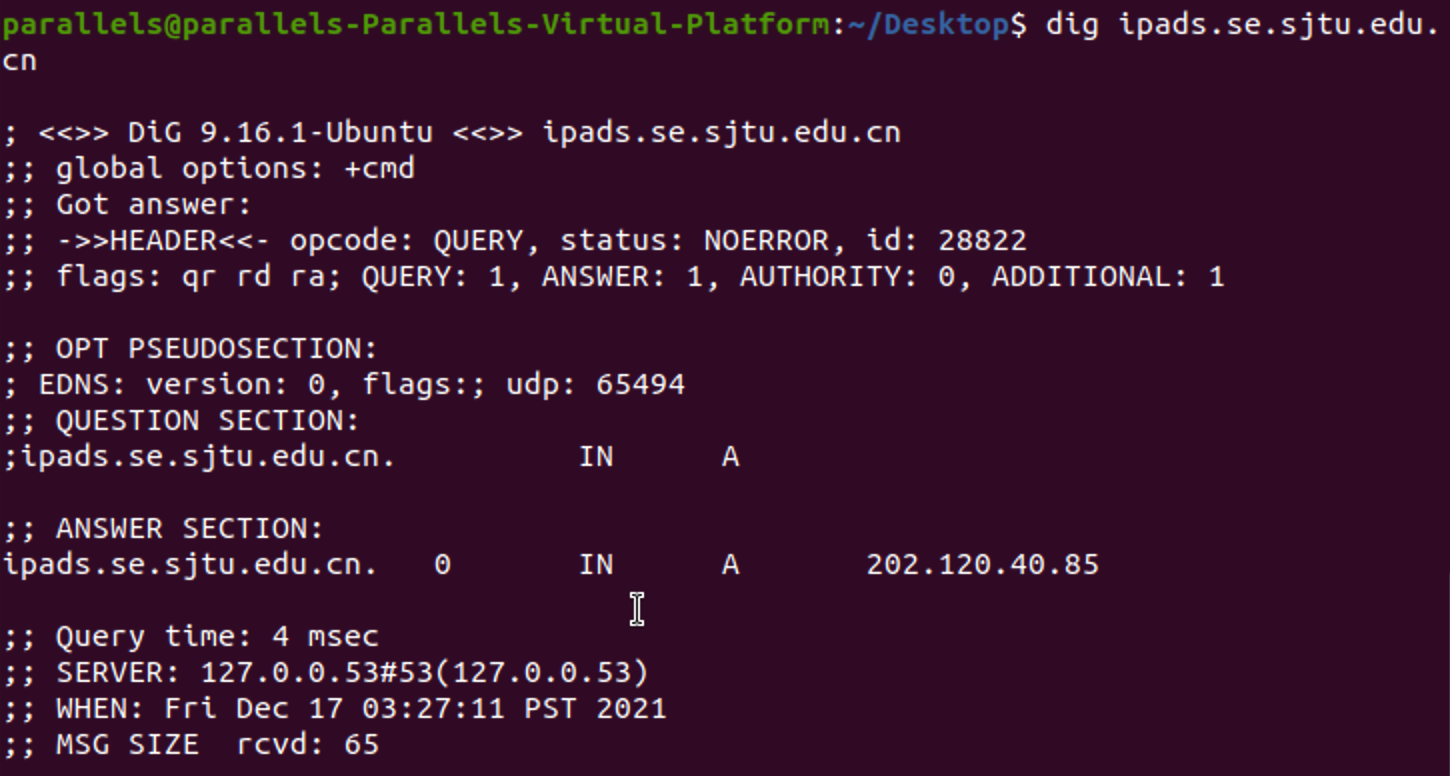 parallels@parallels-Parallels-Virtual-Platform:~/Desktop$ dig ipads.se.sjtu.edu.
cn
; <<>> DiG 9.16.1-Ubuntu <<>> ipads.se.sjtu.edu.cn
;; global options: +cmd
;; Got answer:
;; ->>HEADER<<- opcode: QUERY, status: NOERROR, id: 28822
;; flags: qr rd ra; QUERY: 1, ANSWER: 1, AUTHORITY: 0, ADDITIONAL: 1
;; OPT PSEUDOSECTION:
; EDNS: version: 0, flags:; udp: 65494
;; QUESTION SECTION:
;ipads.se.sjtu.edu.cn. IN A
;; ANSWER SECTION:
ipads.se.sjtu.edu.cn. 0 IN A 202.120.40.85
;; Query time: 4 msec
;; SERVER: 127.0.0.53#53(127.0.0.53)
;; WHEN: Fri Dec 17 03:27:11 PST 2021
;; MSG SIZE  rcvd: 65